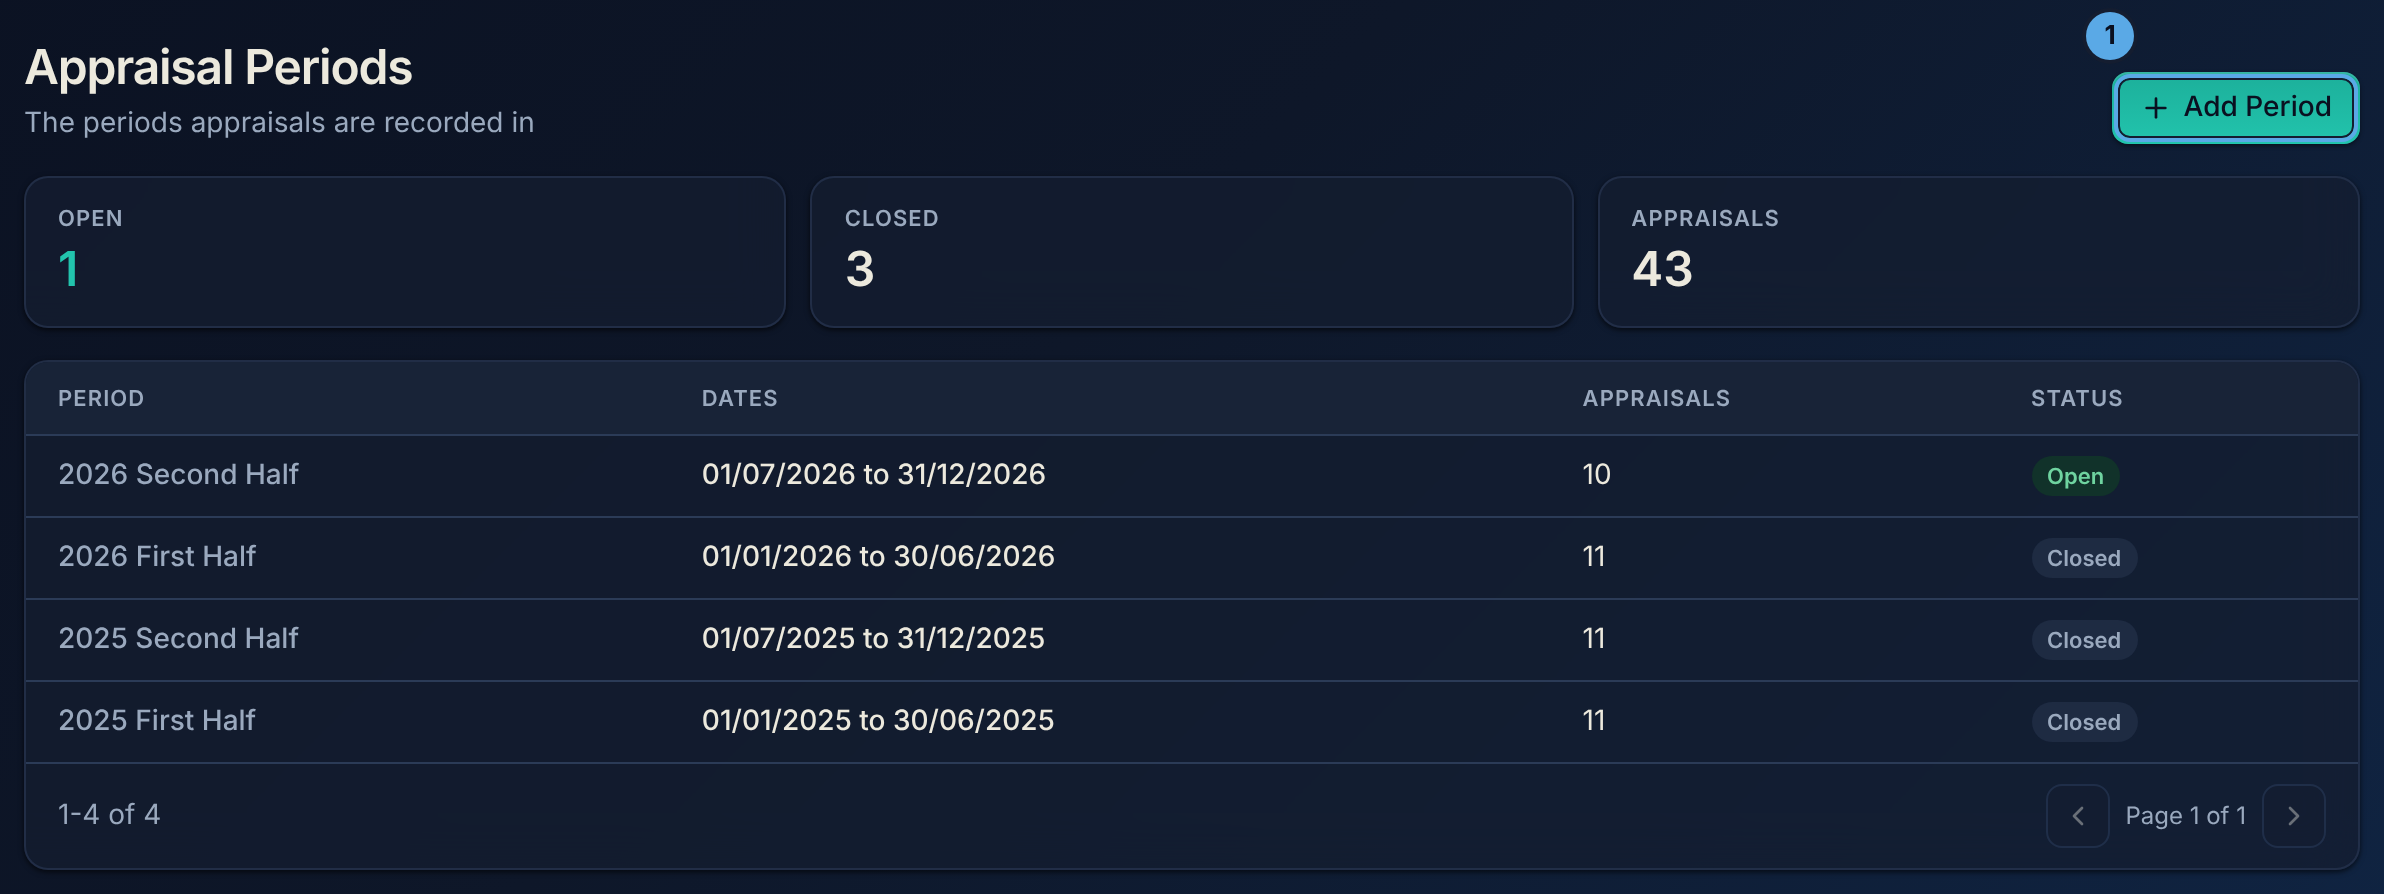 1
Appraisal Periods
The periods appraisals are recorded in
+ Add Period
OPEN
1
CLOSED
3
APPRAISALS
43
PERIOD DATES APPRAISALS STATUS
2026 Second Half 01/07/2026 to 31/12/2026 10 Open
2026 First Half 01/01/2026 to 30/06/2026 11 Closed
2025 Second Half 01/07/2025 to 31/12/2025 11 Closed
2025 First Half 01/01/2025 to 30/06/2025 11 Closed
1-4 of 4 Page 1 of 1